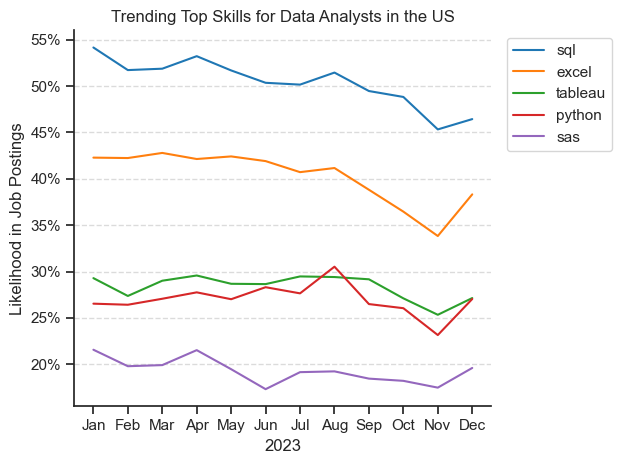 Trending Top Skills for Data Analysts in the US
55%
50%
45%
40%
35%
30%
25%
20%
Likelihood in Job Postings
Jan Feb Mar Apr May Jun Jul Aug Sep Oct Nov Dec
2023
sql
excel
tableau
python
sas